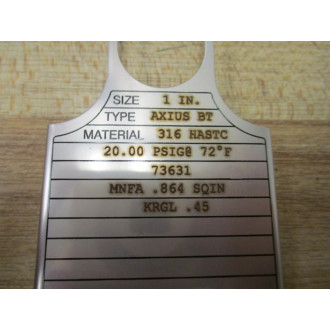 SIZE 1 IN.
TYPE AXIUS BT
MATERIAL 316 HASTC
20.00 PSIG@ 72°F
73631
MNFA .864 SQIN
KRGL .45